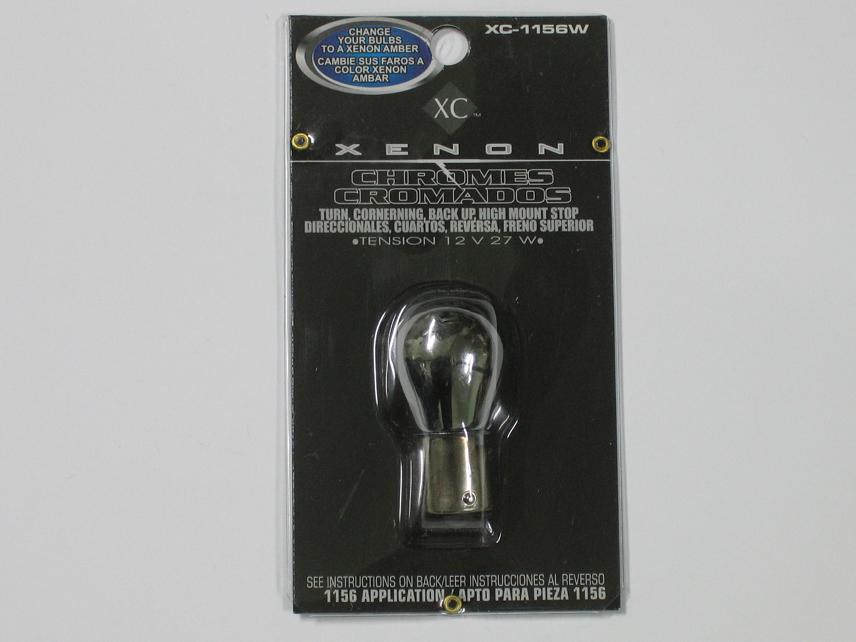 CHANGE
YOUR BULBS
TO A XENON AMBER
CAMBIE SUS FAROS A
COLOR XENON
AMBAR
XC-1156W
XC™
XENON
CHROMES
CROMADOS
TURN, CORNERNING, BACK UP, HIGH MOUNT STOP
DIRECCIONALES, CUARTOS, REVERSA, FRENO SUPERIOR
•TENSION 12 V 27 W•
SEE INSTRUCTIONS ON BACK/LEER INSTRUCCIONES AL REVERSO
1156 APPLICATION / APTO PARA PIEZA 1156